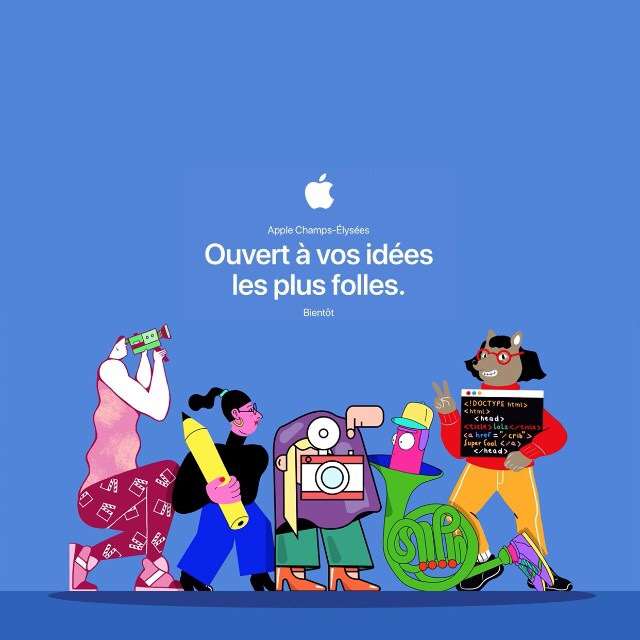 Apple Champs-Élysées
Ouvert à vos idées
les plus folles.
Bientôt
<!DOCTYPE html>
<html>
<head>
<title> lolz </title>
<a href ="/crib">
Super Cool </a>
</head>